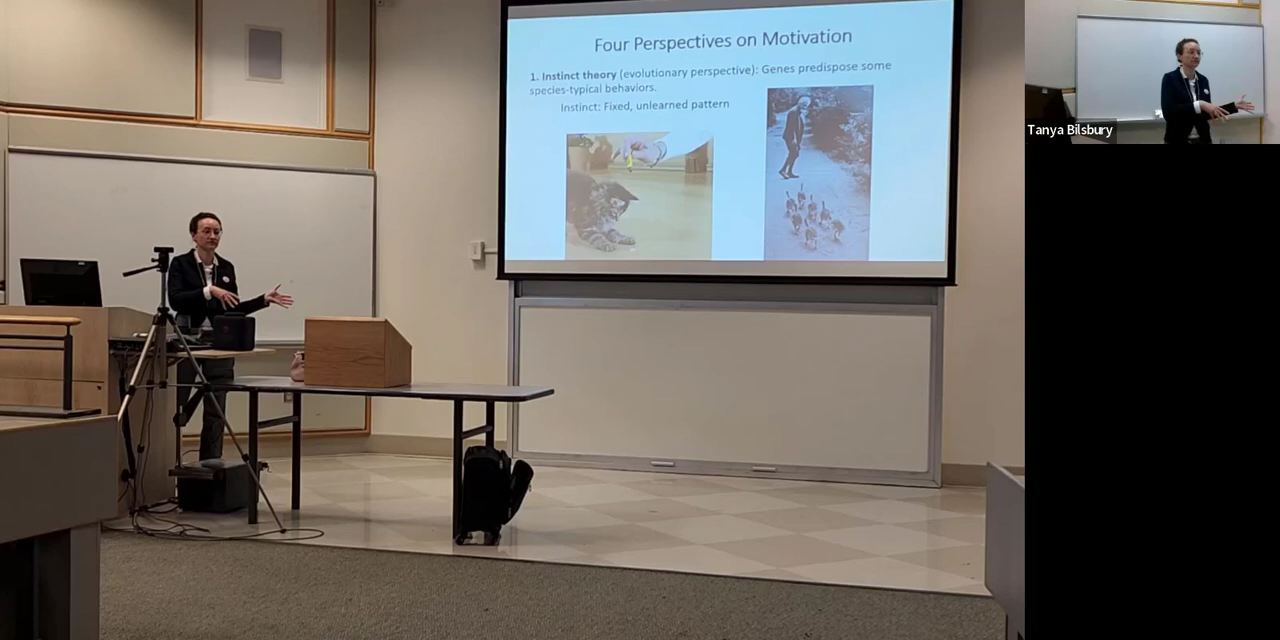 Four Perspectives on Motivation
1. Instinct theory (evolutionary perspective): Genes predispose some
species-typical behaviors.
Instinct: Fixed, unlearned pattern
Tanya Bilsbury